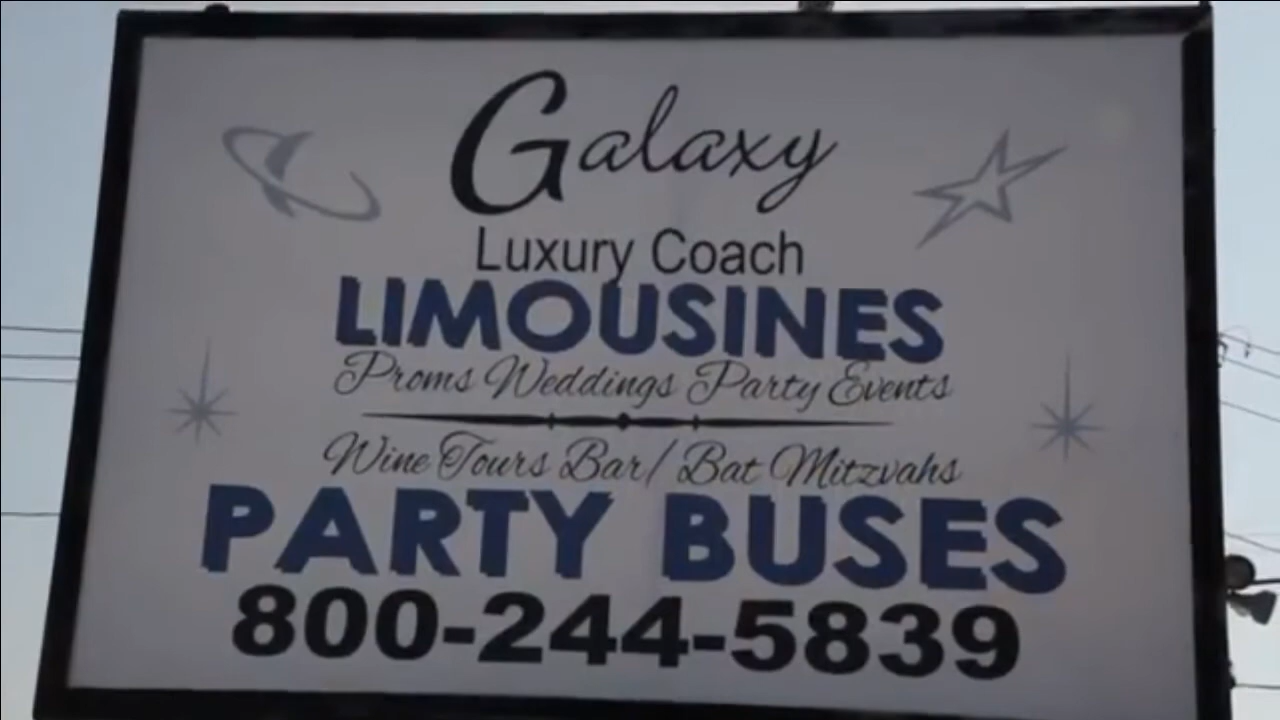 Galaxy
Luxury Coach
LIMOUSINES
Proms Weddings Party Events
Wine Tours Bar/ Bat Mitzvahs
PARTY BUSES
800-244-5839